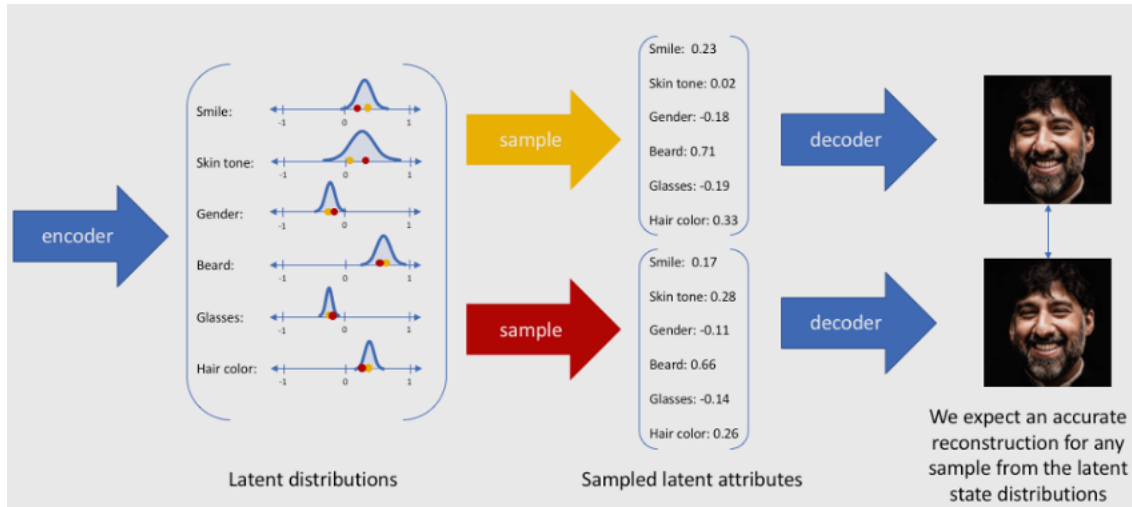 encoder
Smile:
-1 0 1
Skin tone:
-1 0 1
Gender:
-1 0 1
Beard:
-1 0 1
Glasses:
-1 0 1
Hair color:
-1 0 1
Latent distributions
sample
Smile: 0.23
Skin tone: 0.02
Gender: -0.18
Beard: 0.71
Glasses: -0.19
Hair color: 0.33
decoder
sample
Smile: 0.17
Skin tone: 0.28
Gender: -0.11
Beard: 0.66
Glasses: -0.14
Hair color: 0.26
decoder
Sampled latent attributes
We expect an accurate
reconstruction for any
sample from the latent
state distributions